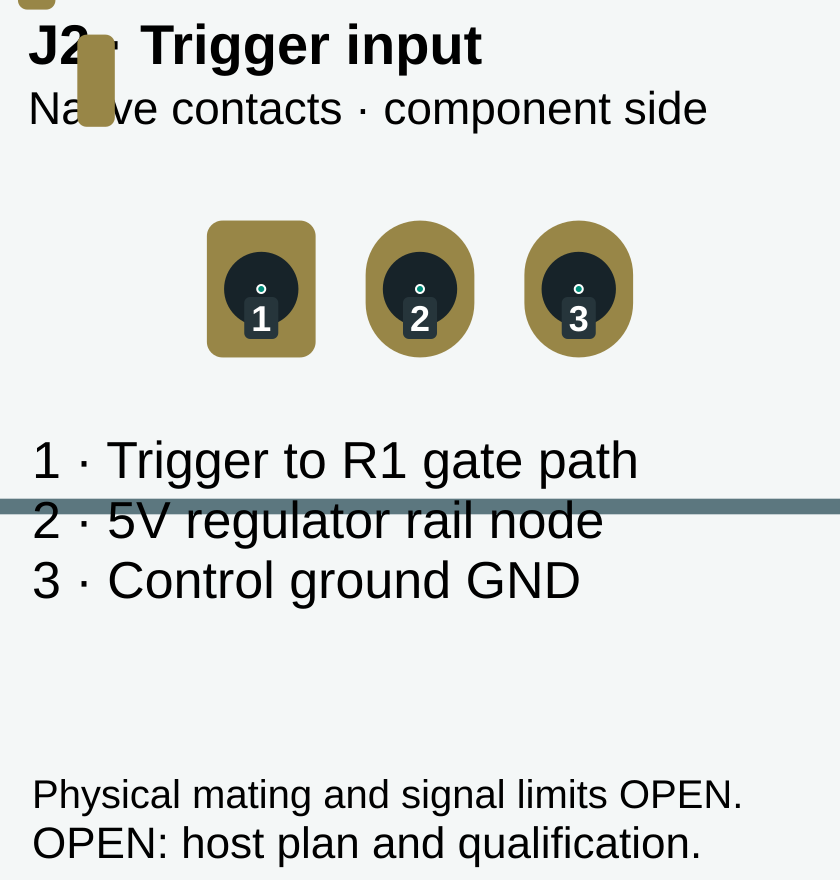 J2 · Trigger input
contacts · component side
1
2
3
1 · Trigger to R1 gate path
2 · 5V regulator rail node
3 · Control ground GND
Physical mating and signal limits OPEN.
OPEN: host plan and qualification.